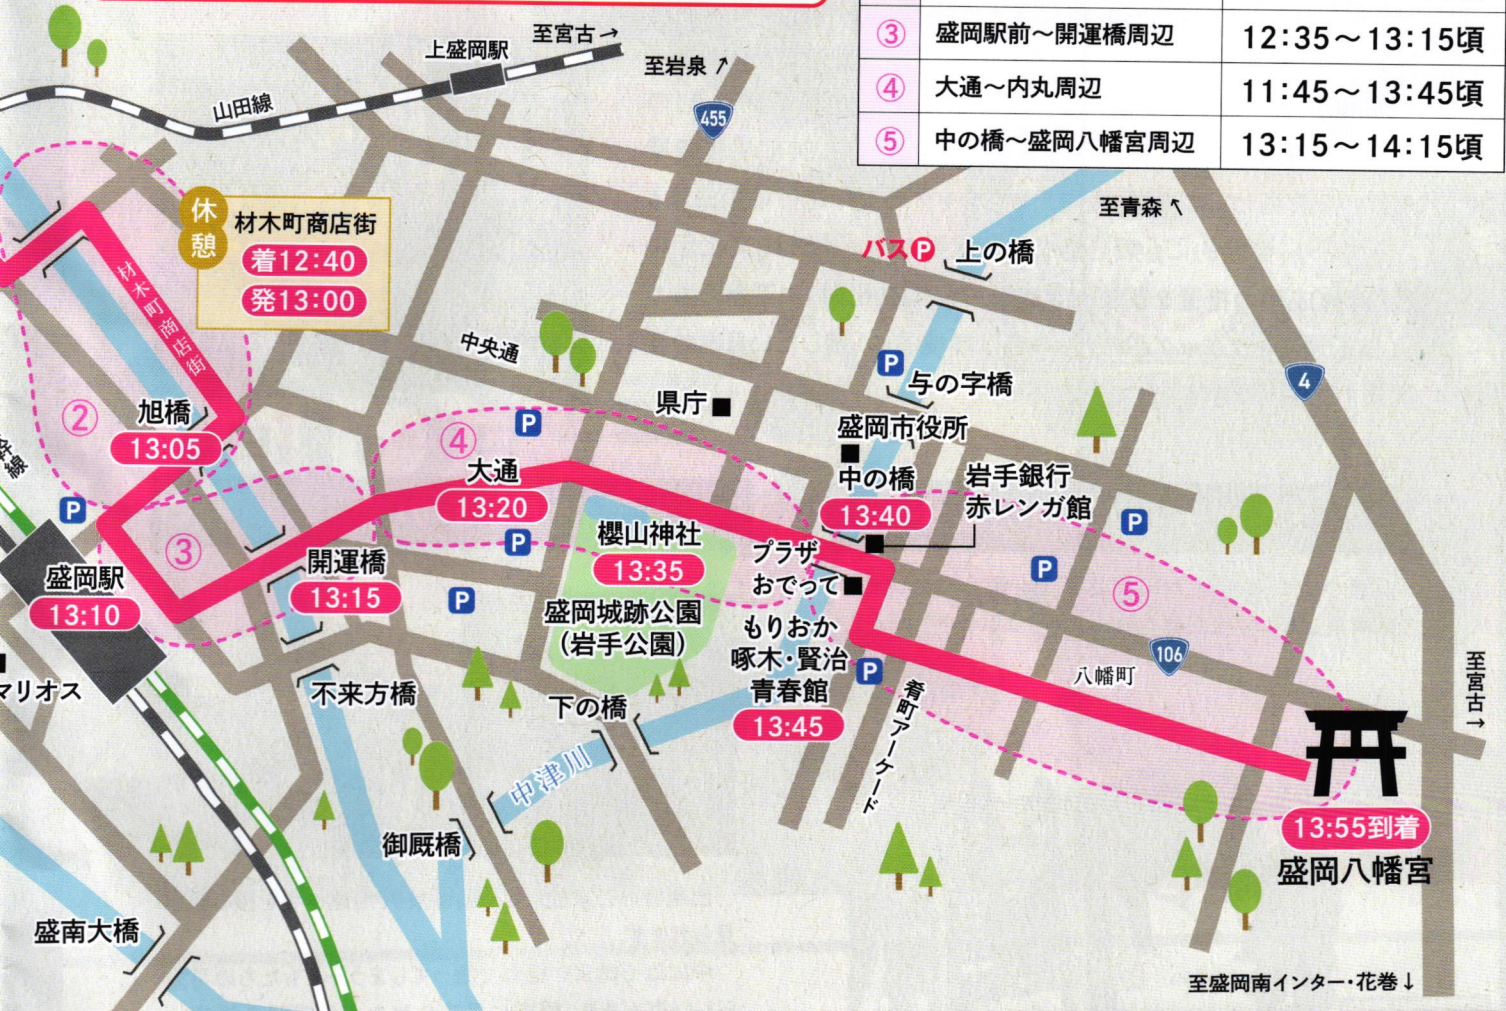 ③ 盛岡駅前～開運橋周辺 12:35～13:15頃
④ 大通～内丸周辺 11:45～13:45頃
⑤ 中の橋～盛岡八幡宮周辺 13:15～14:15頃
上盛岡駅
至宮古→
至岩泉↗
山田線
455
休憩
材木町商店街
着12:40
発13:00
材木町商店街
至青森↖
バスP
上の橋
中央通
県庁
P
与の字橋
4
②
旭橋
13:05
④
P
盛岡市役所
大通
13:20
中の橋
13:40
岩手銀行
赤レンガ館
幹線
P
③
P
P
櫻山神社
13:35
プラザ
おでって
P
⑤
盛岡駅
13:10
開運橋
13:15
P
盛岡城跡公園
(岩手公園)
もりおか
啄木・賢治
青春館
13:45
P
106
八幡町
マリオス
不来方橋
下の橋
肴町アーケード
至宮古→
中津川
御厩橋
13:55到着
盛岡八幡宮
盛南大橋
至盛岡南インター・花巻↓